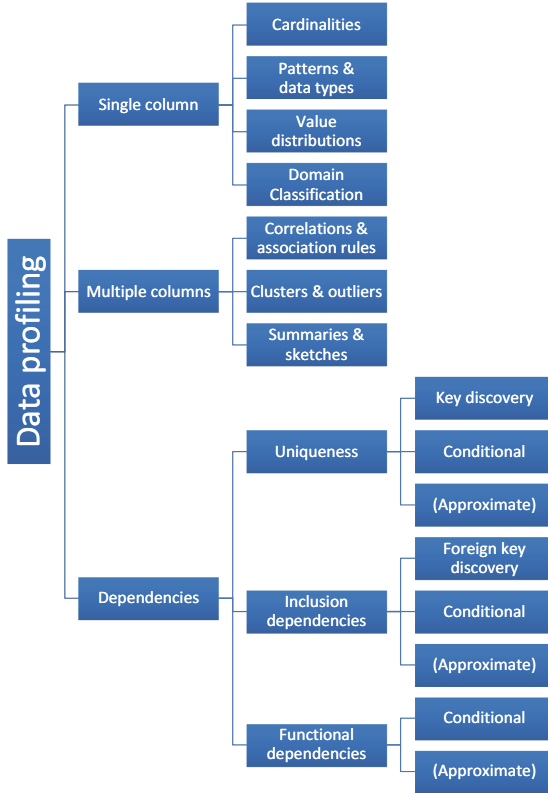 Data profiling
Single column
Cardinalities
Patterns &
data types
Value
distributions
Domain
Classification
Multiple columns
Correlations &
association rules
Clusters & outliers
Summaries &
sketches
Dependencies
Uniqueness
Key discovery
Conditional
(Approximate)
Inclusion
dependencies
Foreign key
discovery
Conditional
(Approximate)
Functional
dependencies
Conditional
(Approximate)